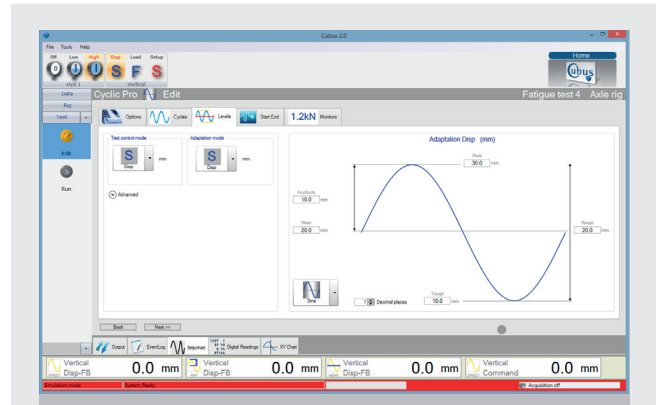 Cubus 2.0
File Tools Help
Off Low High Disp Load Setup
0 S F S
Hyd 1 Vertical
Home
Cubus
Data
Rig
Test
Cyclic Pro Edit
Fatigue test 4 Axle rig
Options Cycles Levels Start End 1.2kN Monitors
Edit
Run
Test control mode
S
Disp
mm
Adaptation mode
S
Disp
mm
Advanced
Adaptation Disp (mm)
Peak
30.0 mm
Amplitude
10.0 mm
Mean
20.0 mm
Range
20.0 mm
Sine
1 Decimal places
Trough
10.0 mm
Back Next >>
Output EventLog Stripchart Digital Readings XY Chart
Vertical
Disp-FB 0.0 mm
Vertical
Disp-FB 0.0 mm
Vertical
Disp-FB 0.0 mm
Vertical
Command 0.0 mm
Simulation mode System_Ready Acquisition off